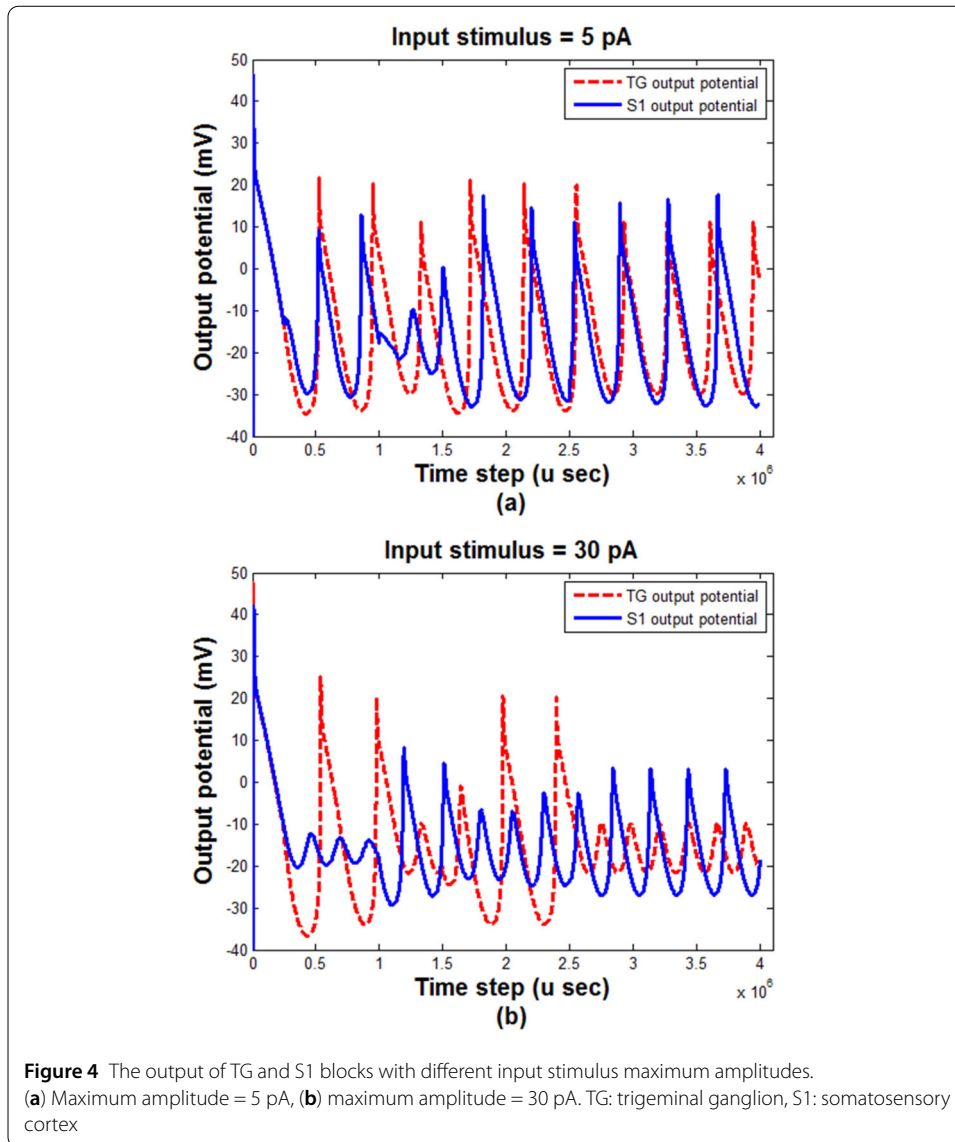 Input stimulus = 5 pA
TG output potential
S1 output potential
Output potential (mV)
50
40
30
20
10
0
-10
-20
-30
-40
0 0.5 1 1.5 2 2.5 3 3.5 4
x 10^6
Time step (u sec)
(a)
Input stimulus = 30 pA
TG output potential
S1 output potential
Output potential (mV)
50
40
30
20
10
0
-10
-20
-30
-40
0 0.5 1 1.5 2 2.5 3 3.5 4
x 10^6
Time step (u sec)
(b)
Figure 4 The output of TG and S1 blocks with different input stimulus maximum amplitudes.
(a) Maximum amplitude = 5 pA, (b) maximum amplitude = 30 pA. TG: trigeminal ganglion, S1: somatosensory
cortex